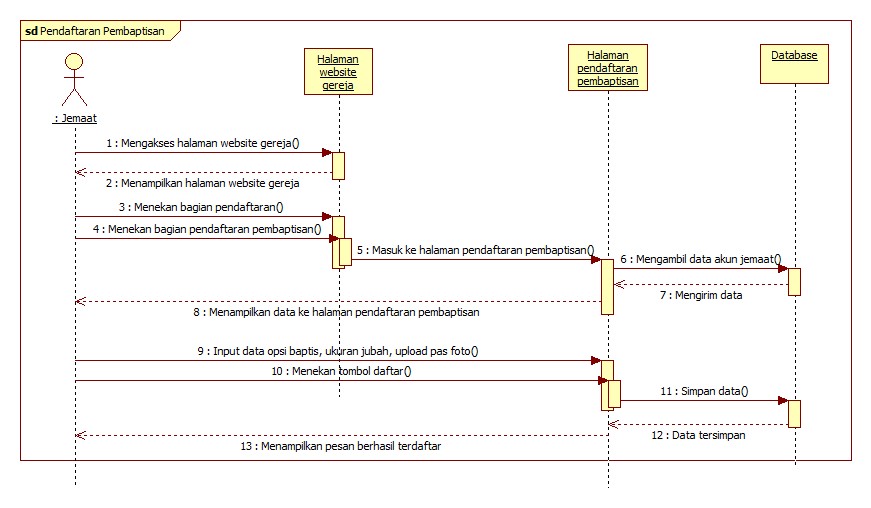 sd Pendaftaran Pembaptisan
Halaman
website
gereja
Halaman
pendaftaran
pembaptisan
Database
: Jemaat
1 : Mengakses halaman website gereja()
2 : Menampilkan halaman website gereja
3 : Menekan bagian pendaftaran()
4 : Menekan bagian pendaftaran pembaptisan()
5 : Masuk ke halaman pendaftaran pembaptisan()
6 : Mengambil data akun jemaat()
7 : Mengirim data
8 : Menampilkan data ke halaman pendaftaran pembaptisan
9 : Input data opsi baptis, ukuran jubah, upload pas foto()
10 : Menekan tombol daftar()
11 : Simpan data()
12 : Data tersimpan
13 : Menampilkan pesan berhasil terdaftar